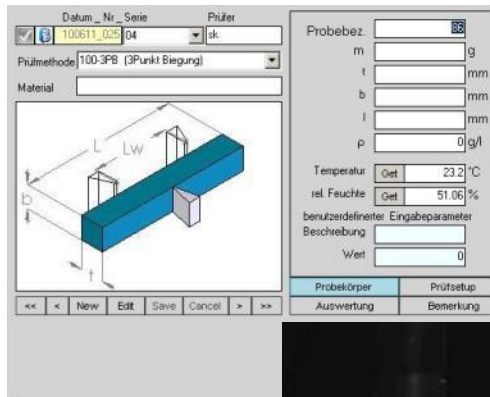 Datum _ Nr _ Serie Prüfer
100611_025 04 sk
Prüfmethode 100-3PB (3Punkt Biegung)
Material
L
Lw
b
t
<< < New Edit Save Cancel > >>
Probebez. 86
m g
t mm
b mm
l mm
ρ 0 g/l
Temperatur Get 23.2 °C
rel. Feuchte Get 51.06 %
benutzerdefinerter Eingabeparameter
Beschreibung
Wert 0
Probekörper Prüfsetup
Auswertung Bemerkung